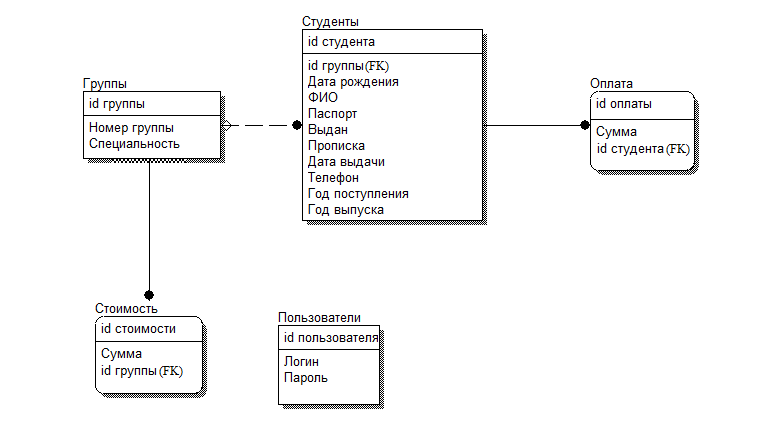 Студенты
id студента
id группы(FK)
Дата рождения
ФИО
Паспорт
Выдан
Прописка
Дата выдачи
Телефон
Год поступления
Год выпуска
Группы
id группы
Номер группы
Специальность
Оплата
id оплаты
Сумма
id студента(FK)
Стоимость
id стоимости
Сумма
id группы(FK)
Пользователи
id пользователя
Логин
Пароль